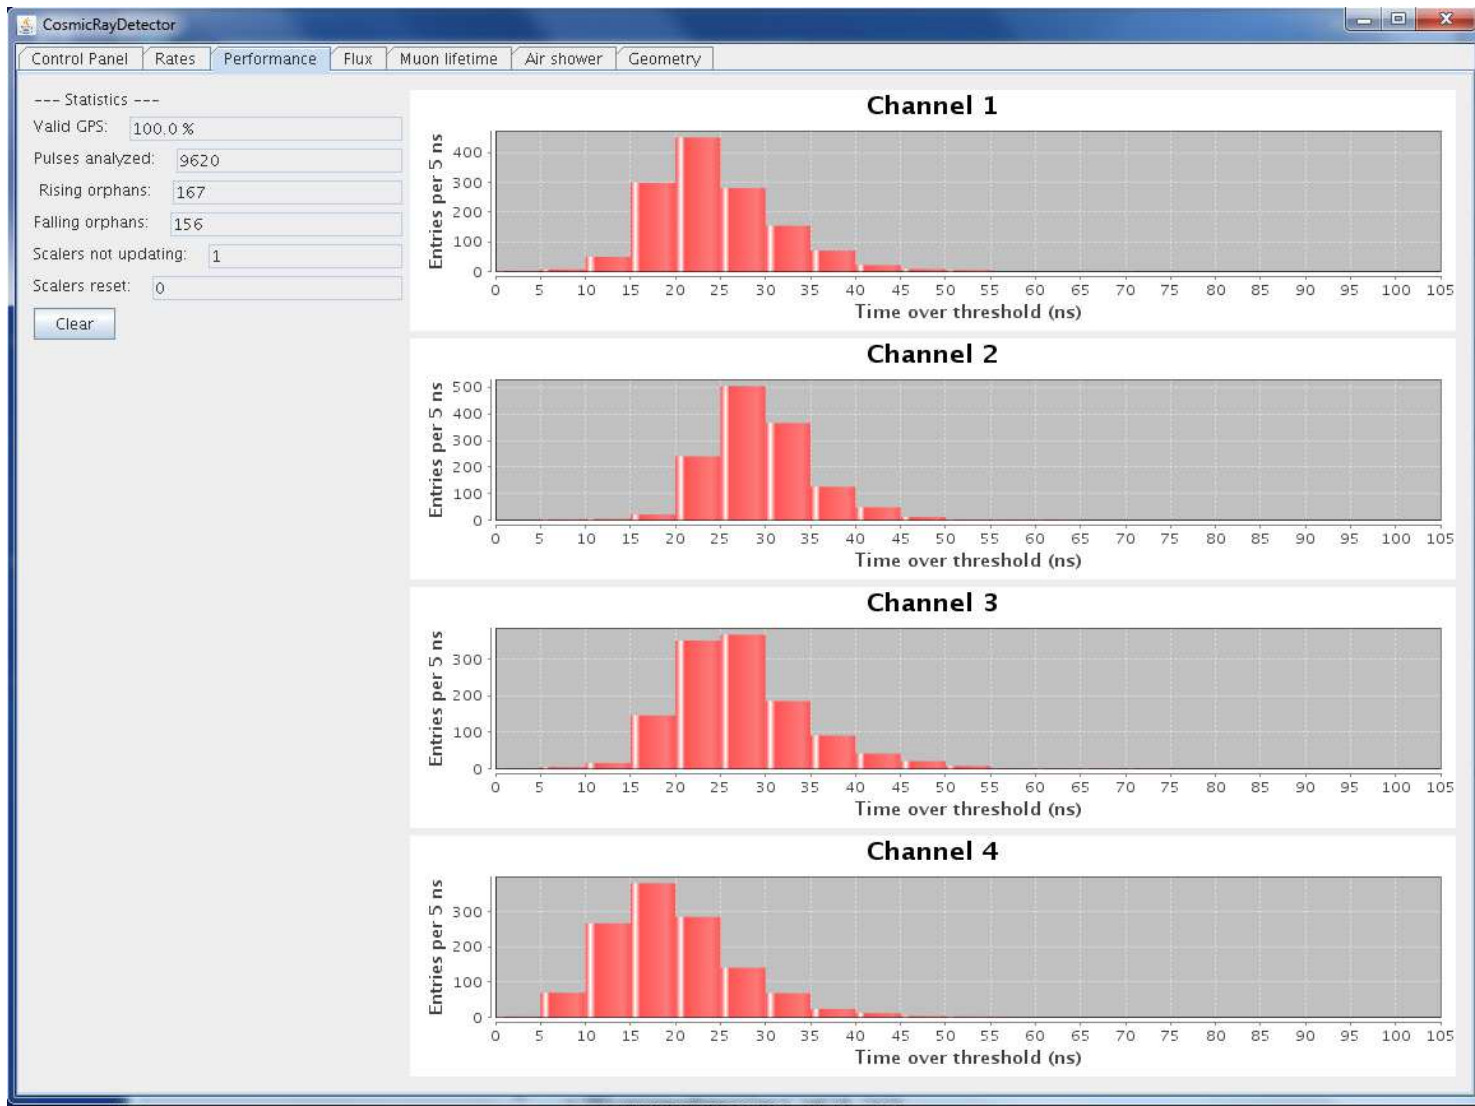 CosmicRayDetector
Control Panel Rates Performance Flux Muon lifetime Air shower Geometry
--- Statistics ---
Valid GPS: 100.0 %
Pulses analyzed: 9620
Rising orphans: 167
Falling orphans: 156
Scalers not updating: 1
Scalers reset: 0
Clear
Channel 1
Entries per 5 ns
400
300
200
100
0
0 5 10 15 20 25 30 35 40 45 50 55 60 65 70 75 80 85 90 95 100 105
Time over threshold (ns)
Channel 2
Entries per 5 ns
500
400
300
200
100
0
0 5 10 15 20 25 30 35 40 45 50 55 60 65 70 75 80 85 90 95 100 105
Time over threshold (ns)
Channel 3
Entries per 5 ns
300
200
100
0
0 5 10 15 20 25 30 35 40 45 50 55 60 65 70 75 80 85 90 95 100 105
Time over threshold (ns)
Channel 4
Entries per 5 ns
300
200
100
0
0 5 10 15 20 25 30 35 40 45 50 55 60 65 70 75 80 85 90 95 100 105
Time over threshold (ns)